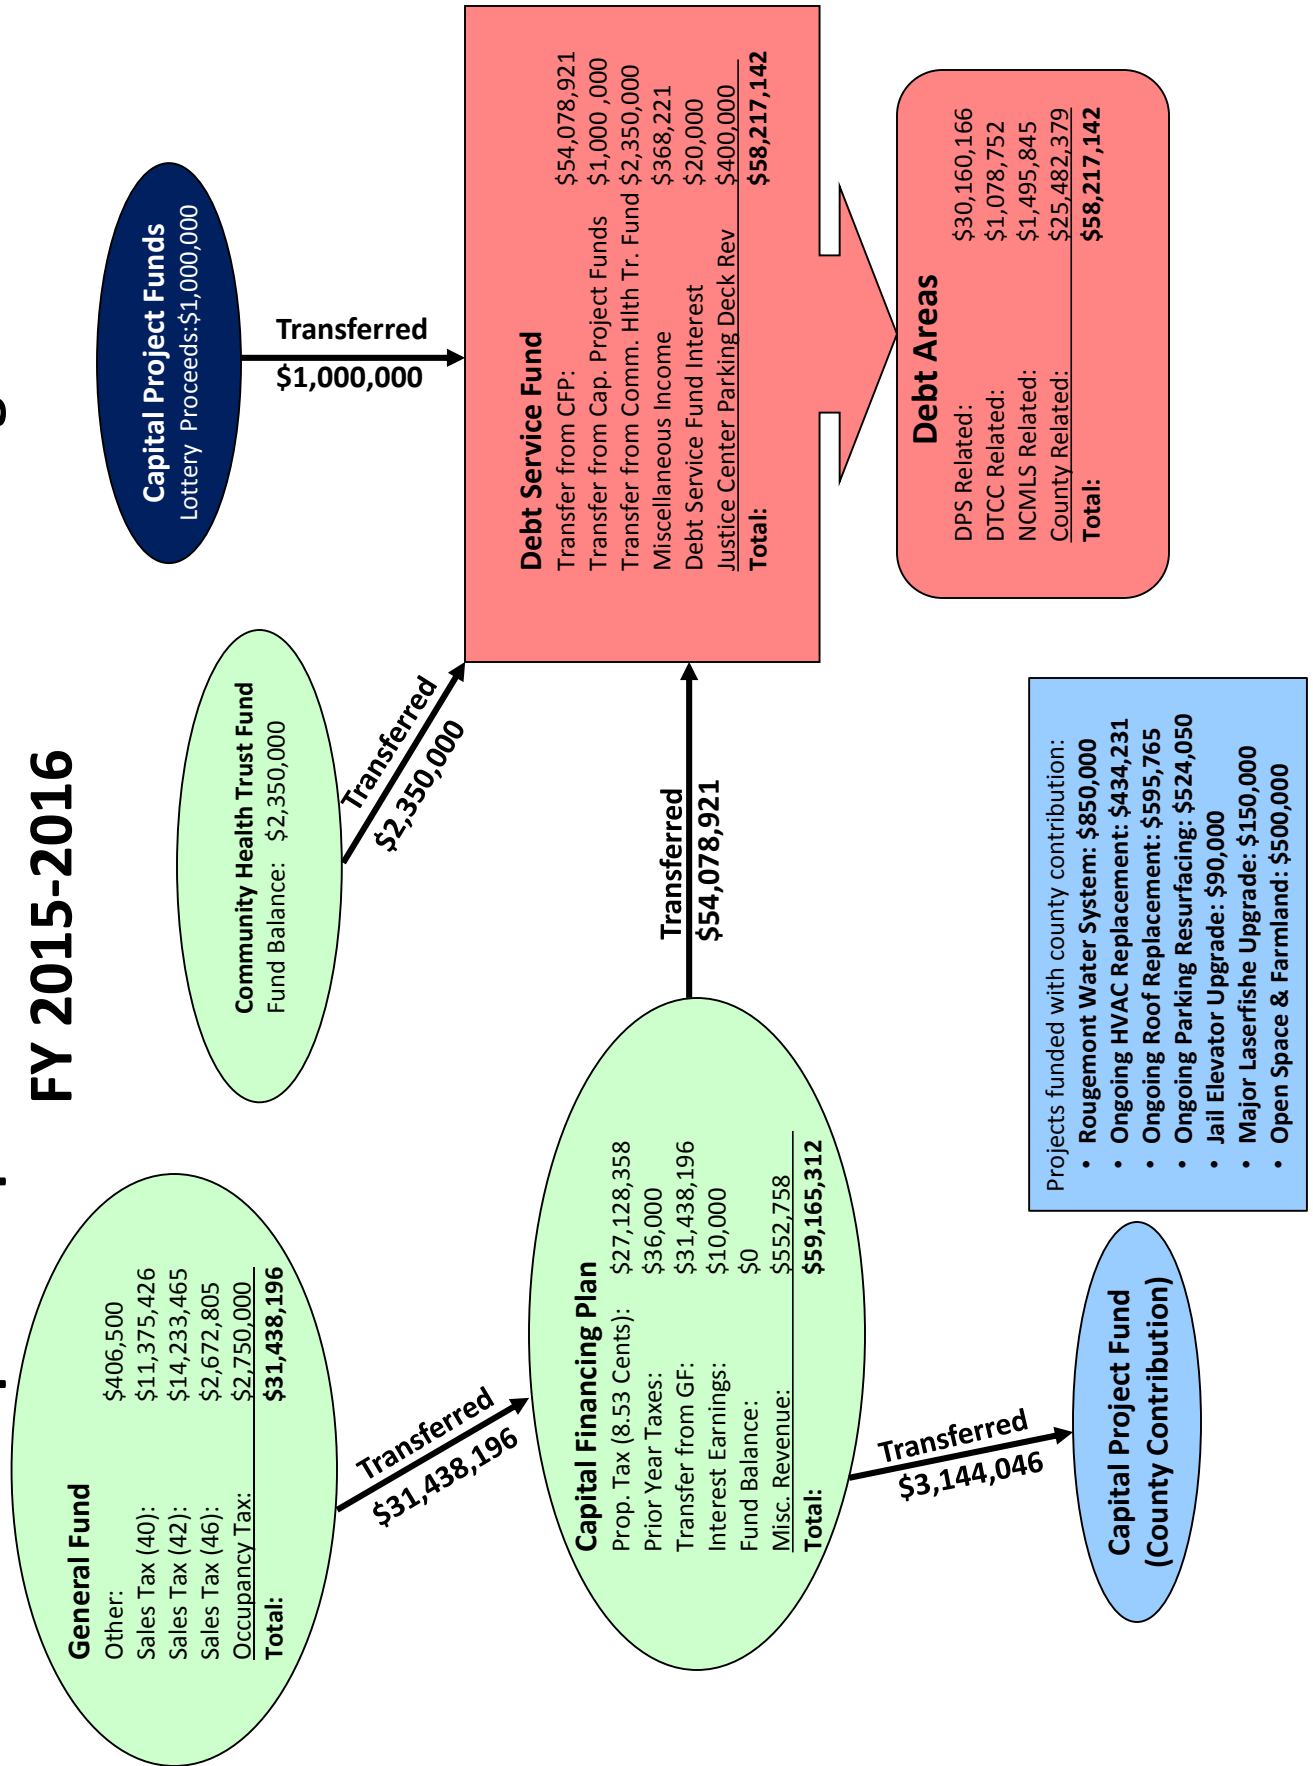 FY 2015-2016
General Fund
Other: $406,500
Sales Tax (40): $11,375,426
Sales Tax (42): $14,233,465
Sales Tax (46): $2,672,805
Occupancy Tax: $2,750,000
Total: $31,438,196
Transferred
$31,438,196
Community Health Trust Fund
Fund Balance: $2,350,000
Transferred
$2,350,000
Capital Project Funds
Lottery Proceeds:$1,000,000
Transferred
$1,000,000
Capital Financing Plan
Prop. Tax (8.53 Cents): $27,128,358
Prior Year Taxes: $36,000
Transfer from GF: $31,438,196
Interest Earnings: $10,000
Fund Balance: $0
Misc. Revenue: $552,758
Total: $59,165,312
Transferred
$54,078,921
Debt Service Fund
Transfer from CFP: $54,078,921
Transfer from Cap. Project Funds $1,000 ,000
Transfer from Comm. Hlth Tr. Fund $2,350,000
Miscellaneous Income $368,221
Debt Service Fund Interest $20,000
Justice Center Parking Deck Rev $400,000
Total: $58,217,142
Transferred
$3,144,046
Capital Project Fund
(County Contribution)
Projects funded with county contribution:
• Rougemont Water System: $850,000
• Ongoing HVAC Replacement: $434,231
• Ongoing Roof Replacement: $595,765
• Ongoing Parking Resurfacing: $524,050
• Jail Elevator Upgrade: $90,000
• Major Laserfishe Upgrade: $150,000
• Open Space & Farmland: $500,000
Debt Areas
DPS Related: $30,160,166
DTCC Related: $1,078,752
NCMLS Related: $1,495,845
County Related: $25,482,379
Total: $58,217,142